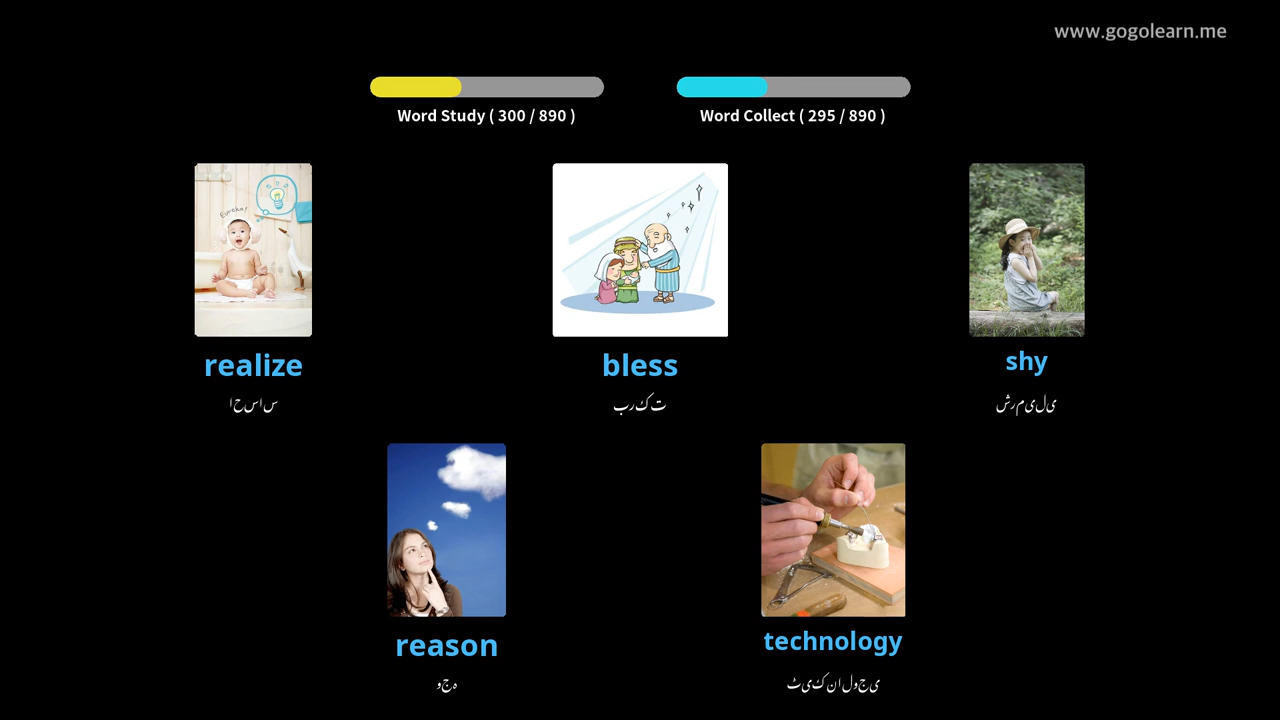 www.gogolearn.me
Word Study ( 300 / 890 )
Word Collect ( 295 / 890 )
Eureka!
realize
bless
shy
احساس
برکت
شرمیلی
reason
technology
وجہ
ٹیکنالوجی